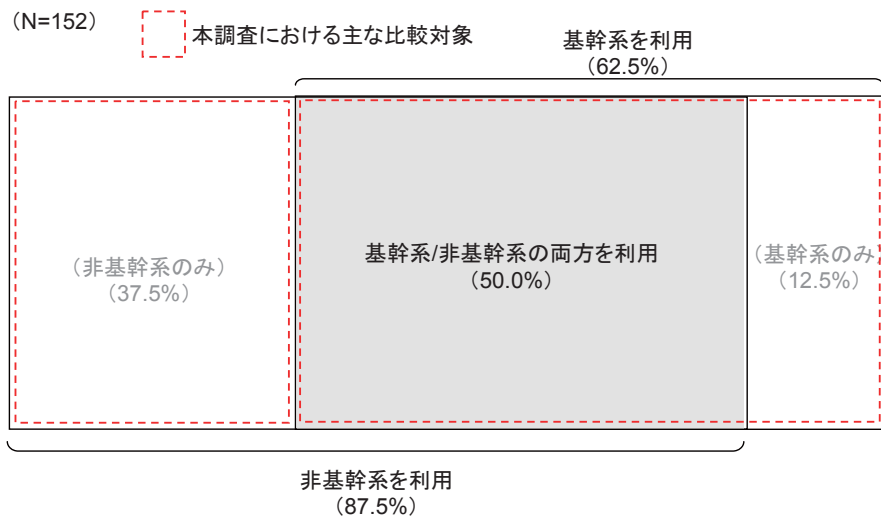 （N=152）
本調査における主な比較対象
基幹系を利用
（62.5%）
（非基幹系のみ）
（37.5%）
基幹系/非基幹系の両方を利用
（50.0%）
（基幹系のみ）
（12.5%）
非基幹系を利用
（87.5%）